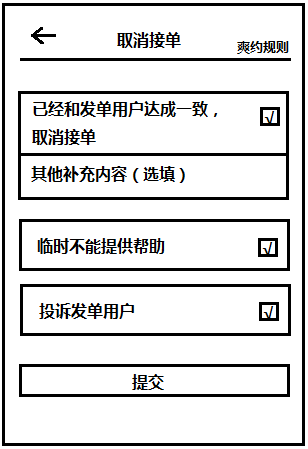 取消接单
爽约规则
已经和发单用户达成一致，
取消接单
其他补充内容（选填）
临时不能提供帮助
投诉发单用户
提交